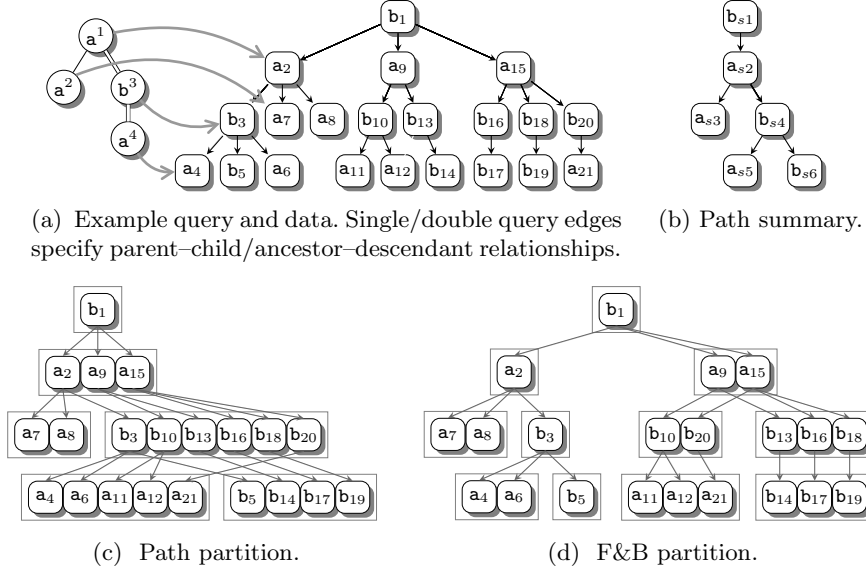 b1
bs1
a1
a2
a9
a15
as2
a2
b3
b3
a7
a8
b10
b13
b16
b18
b20
as3
bs4
a4
a4
b5
a6
a11
a12
b14
b17
b19
a21
as5
bs6
(a) Example query and data. Single/double query edges
specify parent–child/ancestor–descendant relationships.
(b) Path summary.
b1
a2 a9 a15
a7 a8 b3 b10 b13 b16 b18 b20
a4 a6 a11 a12 a21 b5 b14 b17 b19
(c) Path partition.
b1
a2 a9 a15
a7 a8 b3 b10 b20 b13 b16 b18
a4 a6 b5 a11 a12 a21 b14 b17 b19
(d) F&B partition.